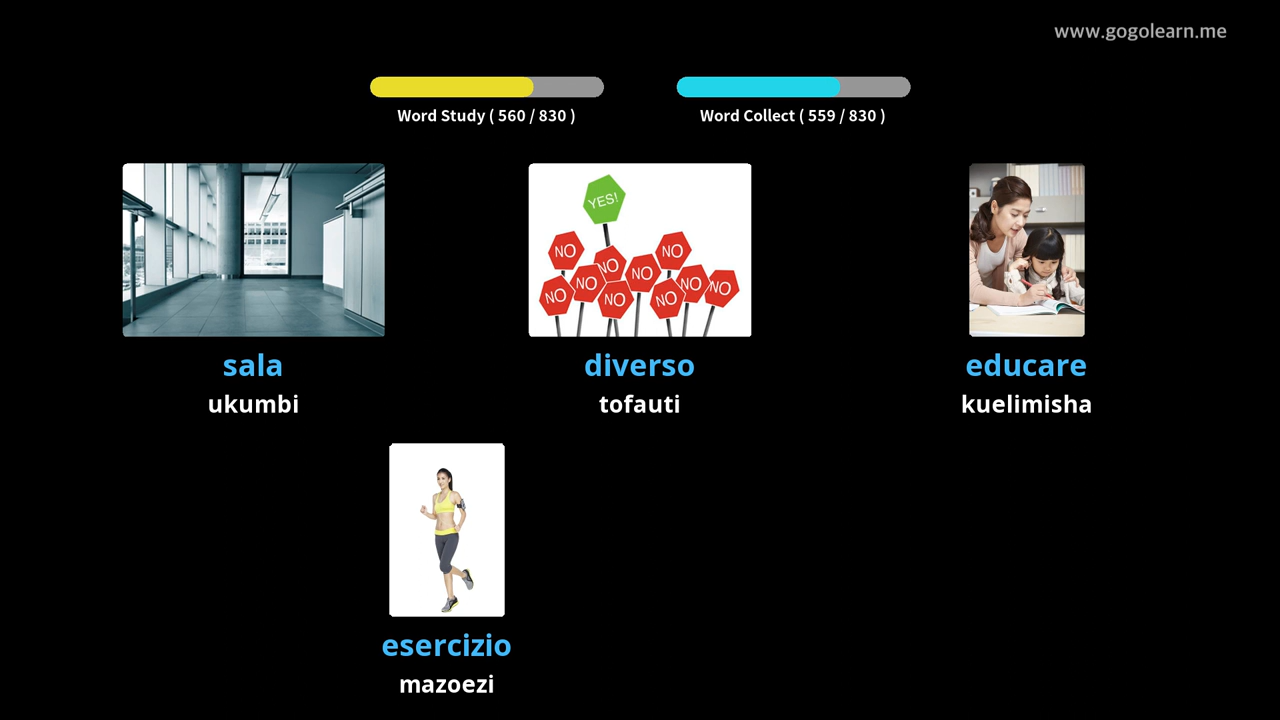 www.gogolearn.me
Word Study ( 560 / 830 )
Word Collect ( 559 / 830 )
YES!
NO
NO
NO
NO
NO
NO
NO
NO
NO
NO
sala
diverso
educare
ukumbi
tofauti
kuelimisha
esercizio
mazoezi